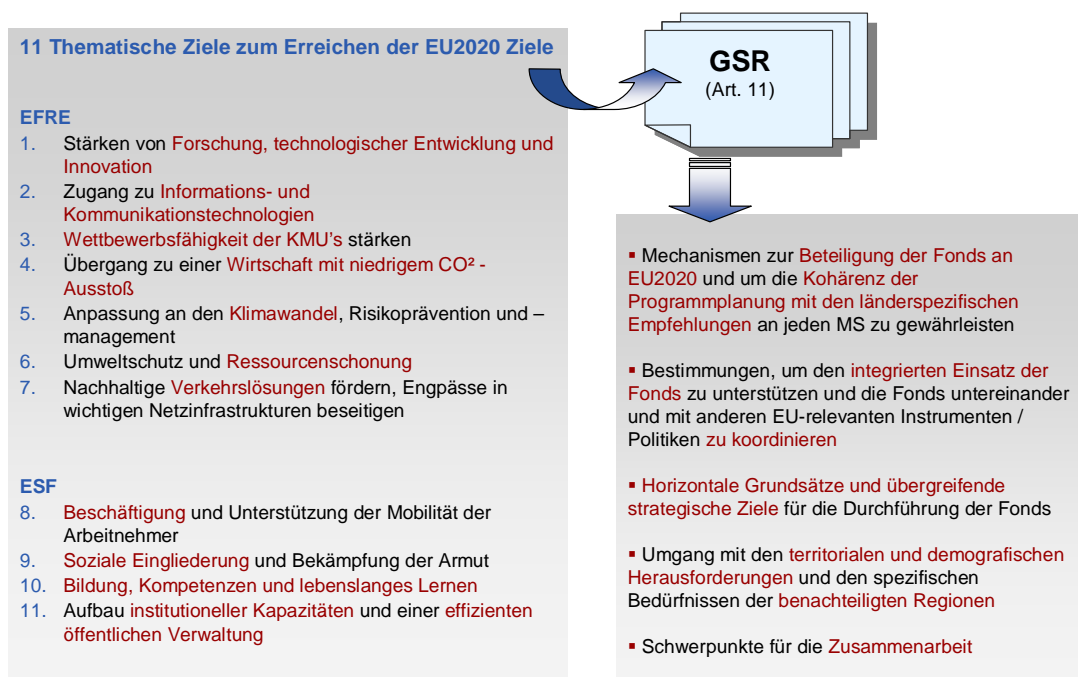 11 Thematische Ziele zum Erreichen der EU2020 Ziele
EFRE
1. Stärken von Forschung, technologischer Entwicklung und
Innovation
2. Zugang zu Informations- und
Kommunikationstechnologien
3. Wettbewerbsfähigkeit der KMU's stärken
4. Übergang zu einer Wirtschaft mit niedrigem CO² -
Ausstoß
5. Anpassung an den Klimawandel, Risikoprävention und –
management
6. Umweltschutz und Ressourcenschonung
7. Nachhaltige Verkehrslösungen fördern, Engpässe in
wichtigen Netzinfrastrukturen beseitigen
ESF
8. Beschäftigung und Unterstützung der Mobilität der
Arbeitnehmer
9. Soziale Eingliederung und Bekämpfung der Armut
10. Bildung, Kompetenzen und lebenslanges Lernen
11. Aufbau institutioneller Kapazitäten und einer effizienten
öffentlichen Verwaltung
GSR
(Art. 11)
▪ Mechanismen zur Beteiligung der Fonds an
EU2020 und um die Kohärenz der
Programmplanung mit den länderspezifischen
Empfehlungen an jeden MS zu gewährleisten
▪ Bestimmungen, um den integrierten Einsatz der
Fonds zu unterstützen und die Fonds untereinander
und mit anderen EU-relevanten Instrumenten /
Politiken zu koordinieren
▪ Horizontale Grundsätze und übergreifende
strategische Ziele für die Durchführung der Fonds
▪ Umgang mit den territorialen und demografischen
Herausforderungen und den spezifischen
Bedürfnissen der benachteiligten Regionen
▪ Schwerpunkte für die Zusammenarbeit